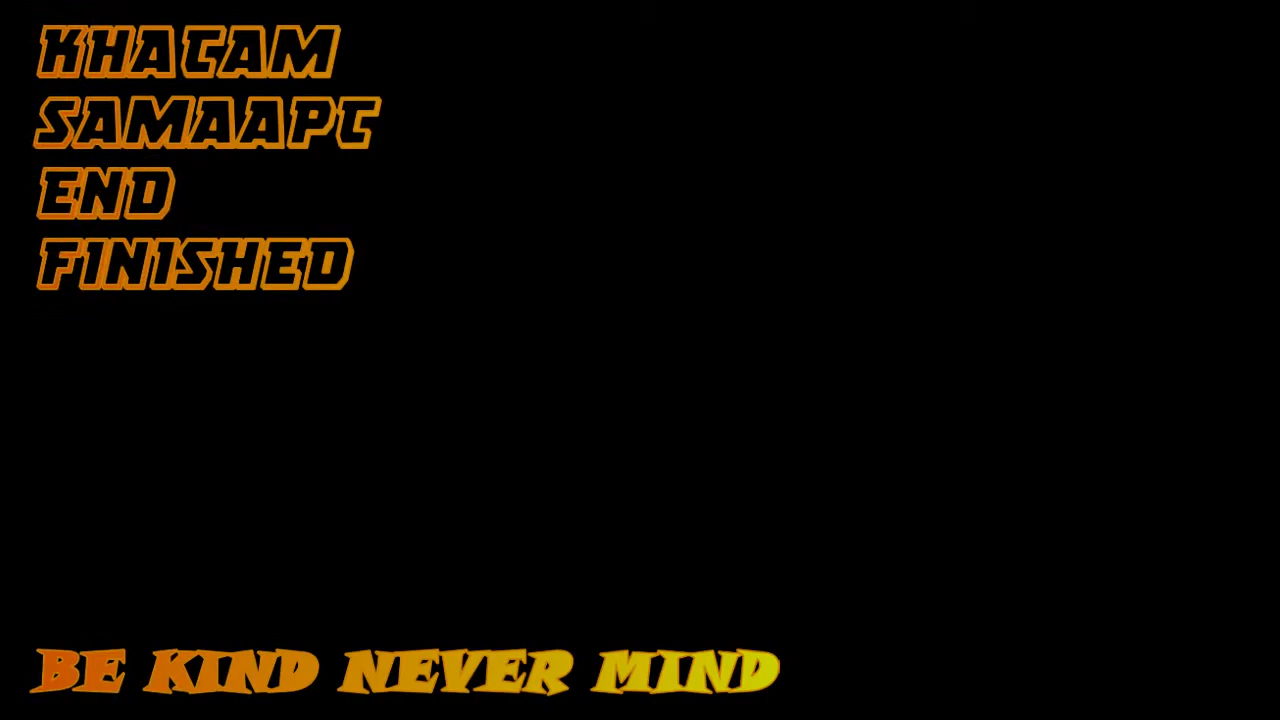 KHATAM
SAMAAPT
END
FINISHED
BE KIND NEVER MIND